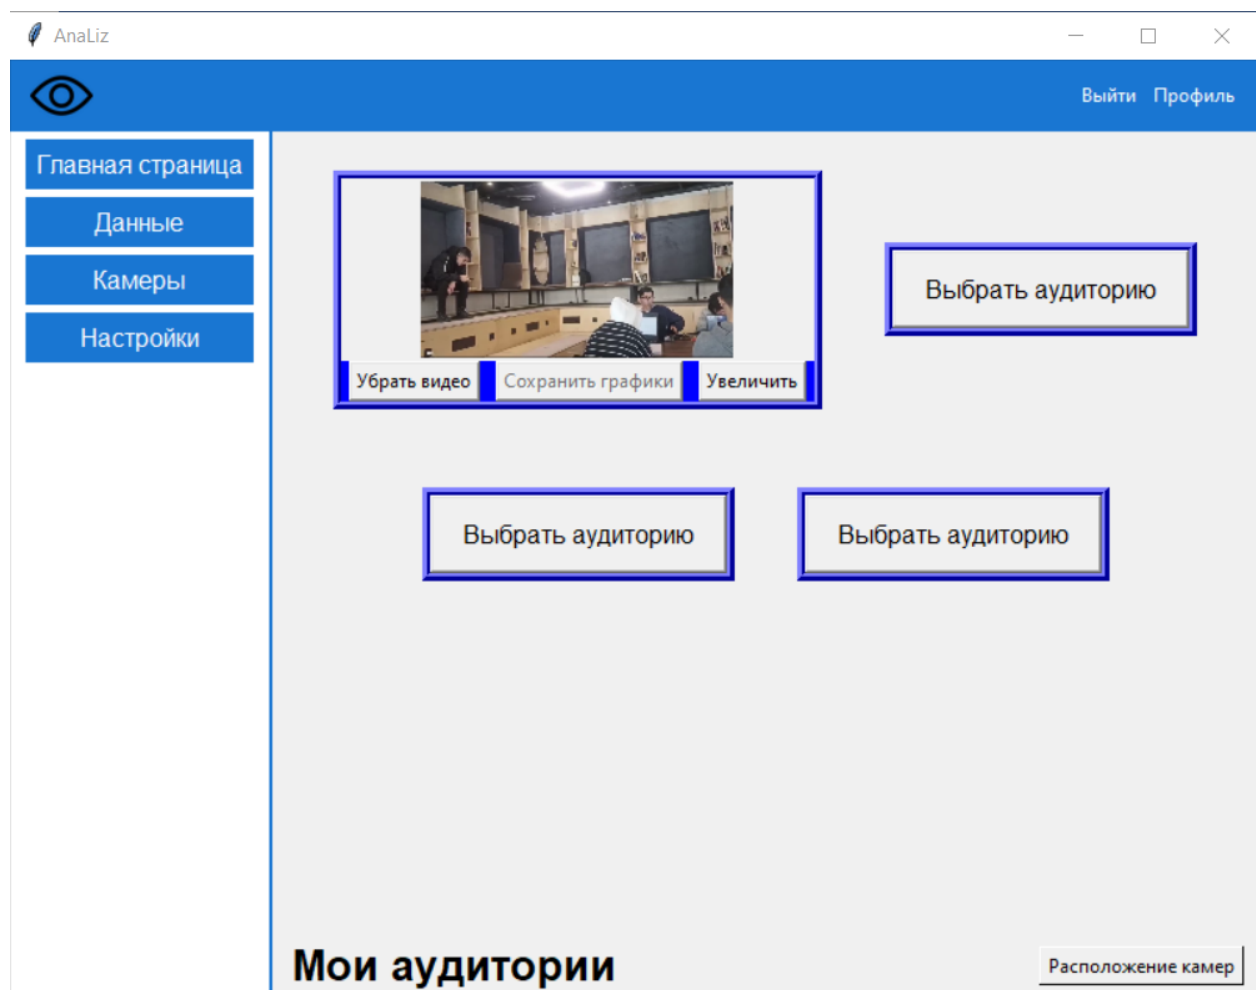 AnaLiz
Выйти Профиль
Главная страница
Данные
Камеры
Настройки
Убрать видео Сохранить графики Увеличить
Выбрать аудиторию
Выбрать аудиторию Выбрать аудиторию
Мои аудитории
Расположение камер